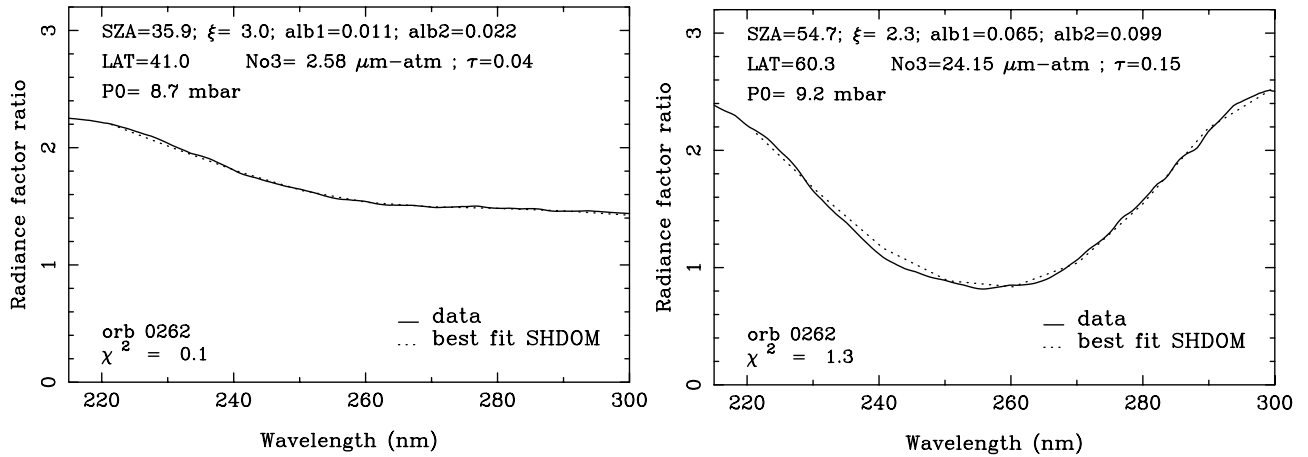 SZA=35.9; ξ= 3.0; alb1=0.011; alb2=0.022
LAT=41.0 No3= 2.58 μm-atm ; τ=0.04
P0= 8.7 mbar
Radiance factor ratio
3
2
1
0
orb 0262
χ² = 0.1
— data
... best fit SHDOM
220 240 260 280 300
Wavelength (nm)
SZA=54.7; ξ= 2.3; alb1=0.065; alb2=0.099
LAT=60.3 No3=24.15 μm-atm ; τ=0.15
P0= 9.2 mbar
Radiance factor ratio
3
2
1
0
orb 0262
χ² = 1.3
— data
... best fit SHDOM
220 240 260 280 300
Wavelength (nm)